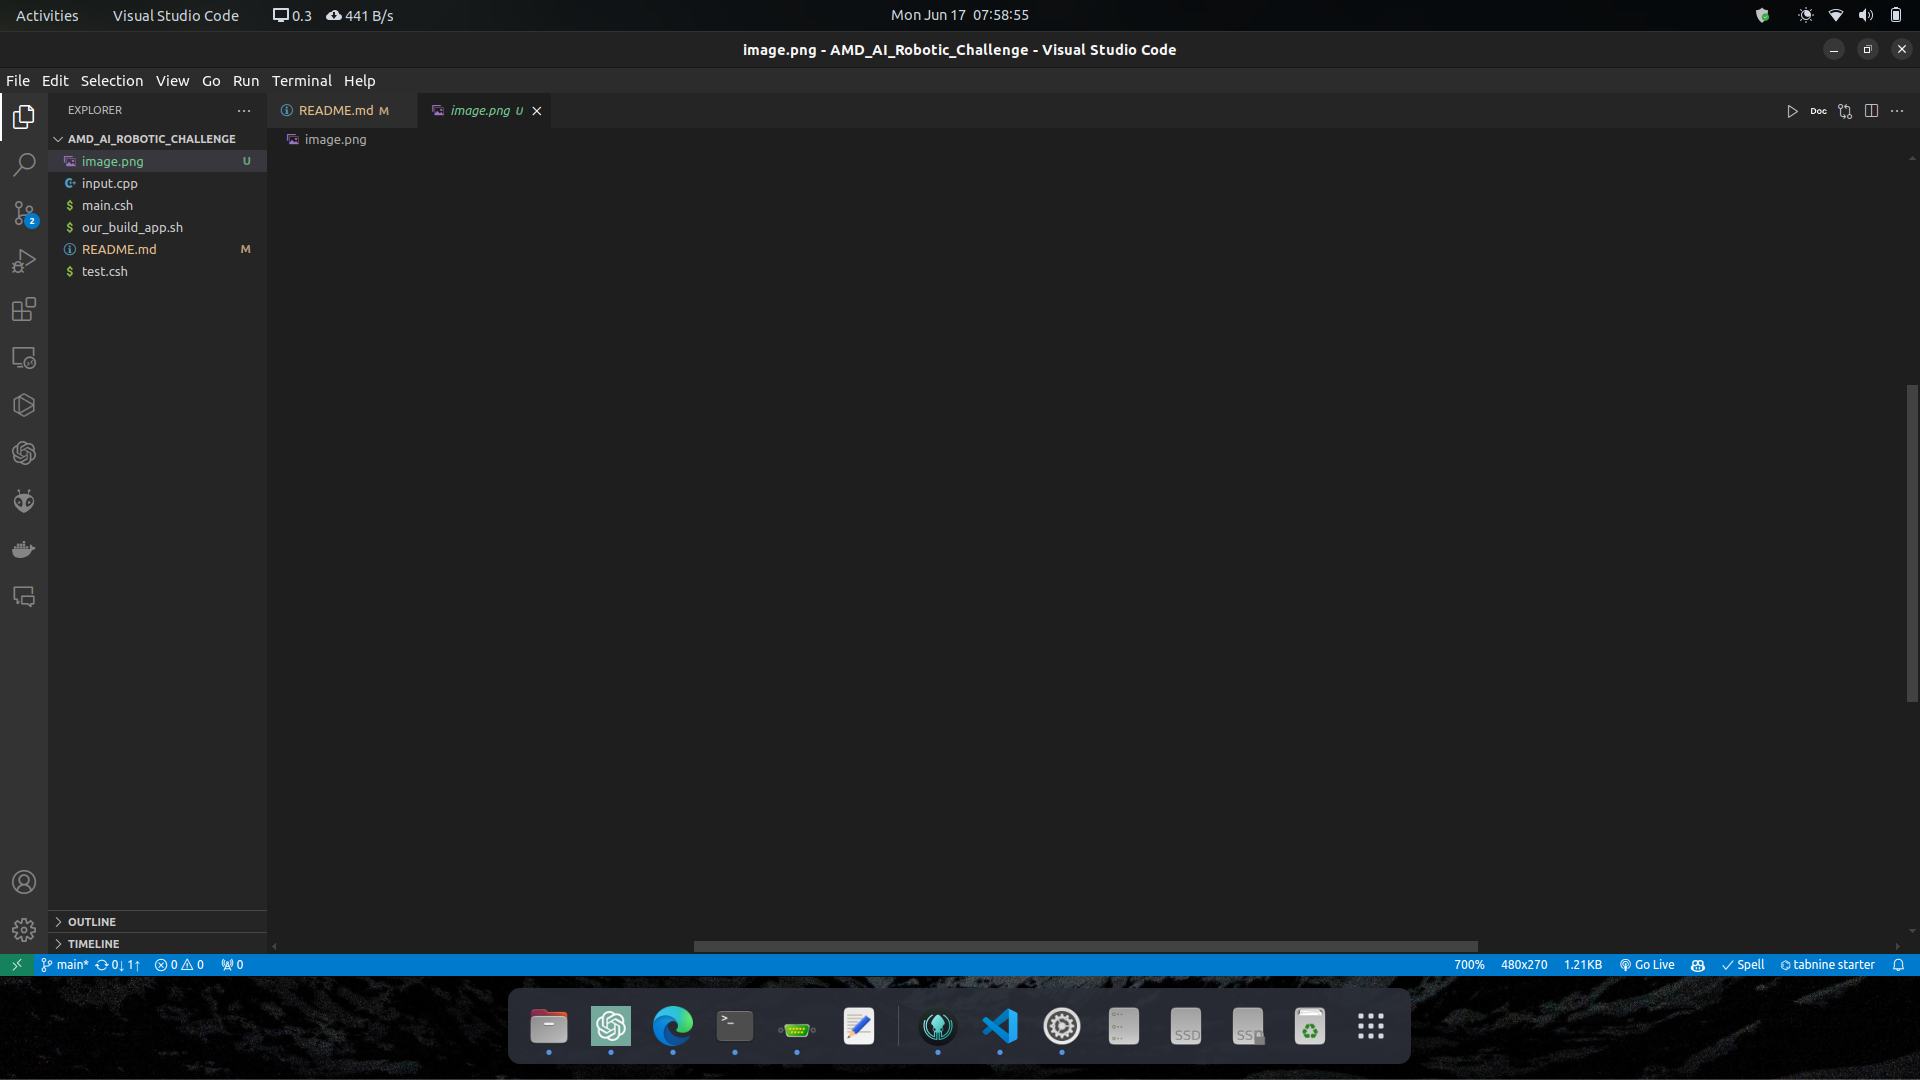 Activities Visual Studio Code 0.3 441 B/s Mon Jun 17 07:58:55
image.png - AMD_AI_Robotic_Challenge - Visual Studio Code
File Edit Selection View Go Run Terminal Help
EXPLORER
README.md M
image.png U
Doc
AMD_AI_ROBOTIC_CHALLENGE
image.png
image.png U
input.cpp
main.csh
our_build_app.sh
README.md M
test.csh
2
OUTLINE
TIMELINE
main* 0↓ 1↑ 0 0 0 700% 480x270 1.21KB Go Live Spell tabnine starter
SSD
SSD